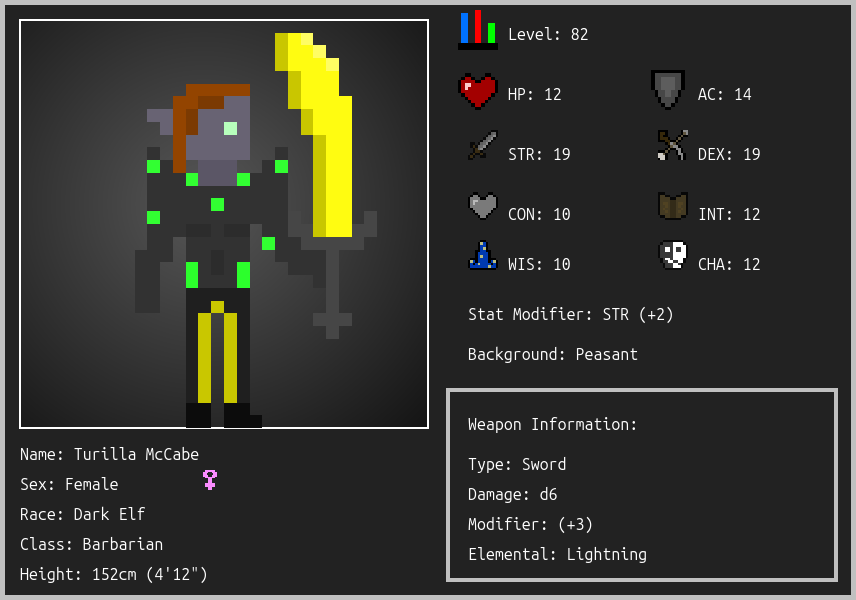 Level: 82
HP: 12
AC: 14
STR: 19
DEX: 19
CON: 10
INT: 12
WIS: 10
CHA: 12
Stat Modifier: STR (+2)
Background: Peasant
Weapon Information:
Type: Sword
Damage: d6
Modifier: (+3)
Elemental: Lightning
Name: Turilla McCabe
Sex: Female
Race: Dark Elf
Class: Barbarian
Height: 152cm (4'12")